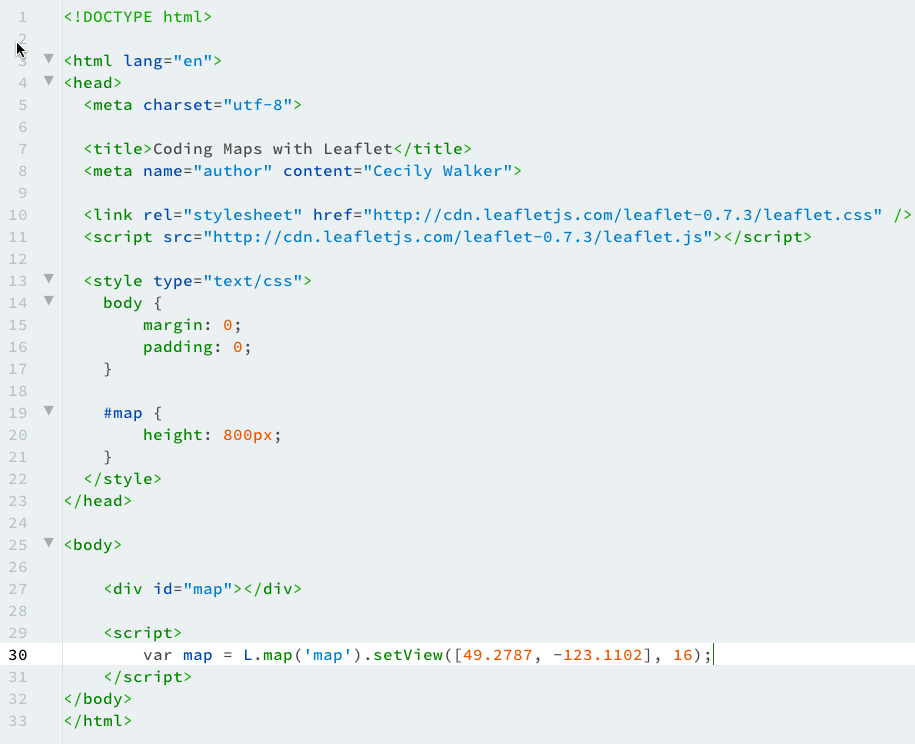 1 <!DOCTYPE html>
2
3 <html lang="en">
4 <head>
5   <meta charset="utf-8">
6
7   <title>Coding Maps with Leaflet</title>
8   <meta name="author" content="Cecily Walker">
9
10   <link rel="stylesheet" href="http://cdn.leafletjs.com/leaflet-0.7.3/leaflet.css" />
11   <script src="http://cdn.leafletjs.com/leaflet-0.7.3/leaflet.js"></script>
12
13   <style type="text/css">
14     body {
15         margin: 0;
16         padding: 0;
17     }
18
19     #map {
20         height: 800px;
21     }
22   </style>
23 </head>
24
25 <body>
26
27     <div id="map"></div>
28
29     <script>
30         var map = L.map('map').setView([49.2787, -123.1102], 16);
31     </script>
32 </body>
33 </html>